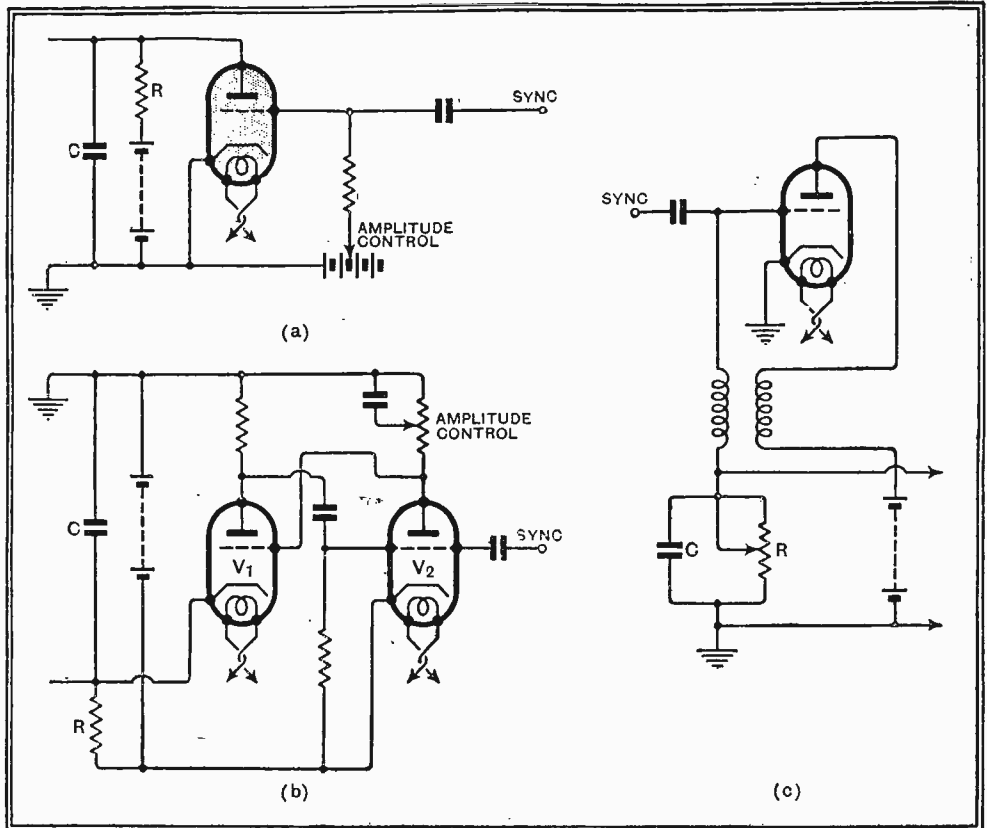 R
C
SYNC
AMPLITUDE
CONTROL
(a)
SYNC
AMPLITUDE
CONTROL
C
V1
V2
SYNC
R
(b)
C
R
(c)